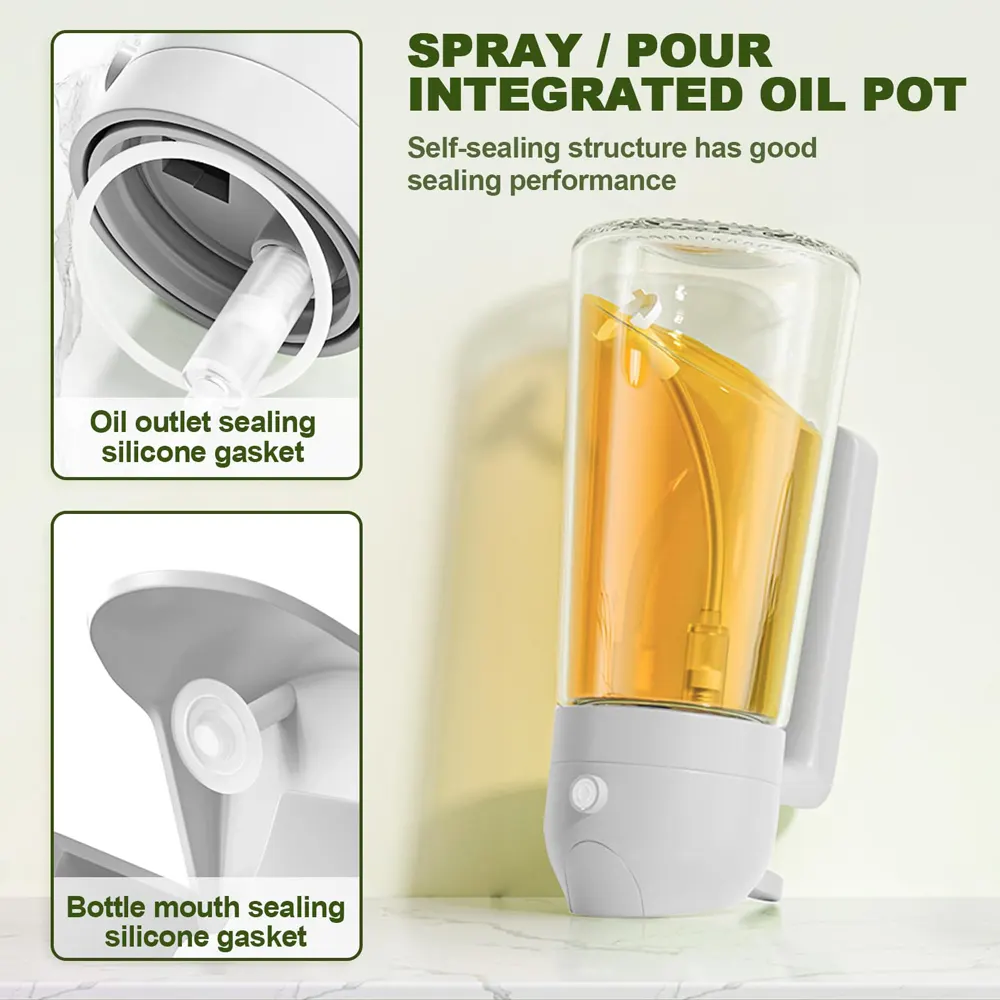 SPRAY / POUR
INTEGRATED OIL POT
Self-sealing structure has good
sealing performance
Oil outlet sealing
silicone gasket
Bottle mouth sealing
silicone gasket